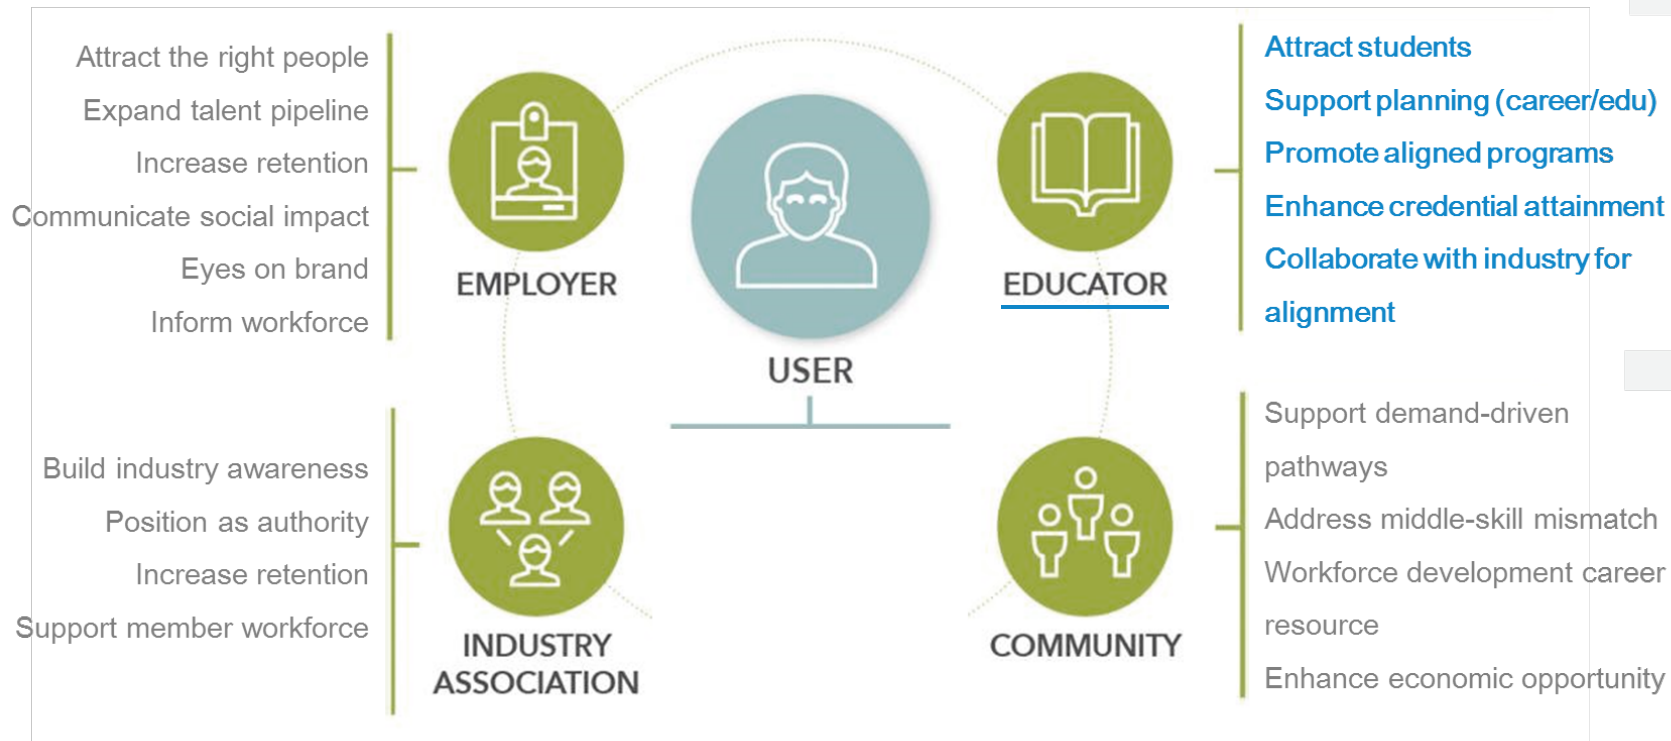 Attract the right people
Expand talent pipeline
Increase retention
Communicate social impact
Eyes on brand
Inform workforce
EMPLOYER
USER
EDUCATOR
Attract students
Support planning (career/edu)
Promote aligned programs
Enhance credential attainment
Collaborate with industry for
alignment
Build industry awareness
Position as authority
Increase retention
Support member workforce
INDUSTRY
ASSOCIATION
COMMUNITY
Support demand-driven
pathways
Address middle-skill mismatch
Workforce development career
resource
Enhance economic opportunity